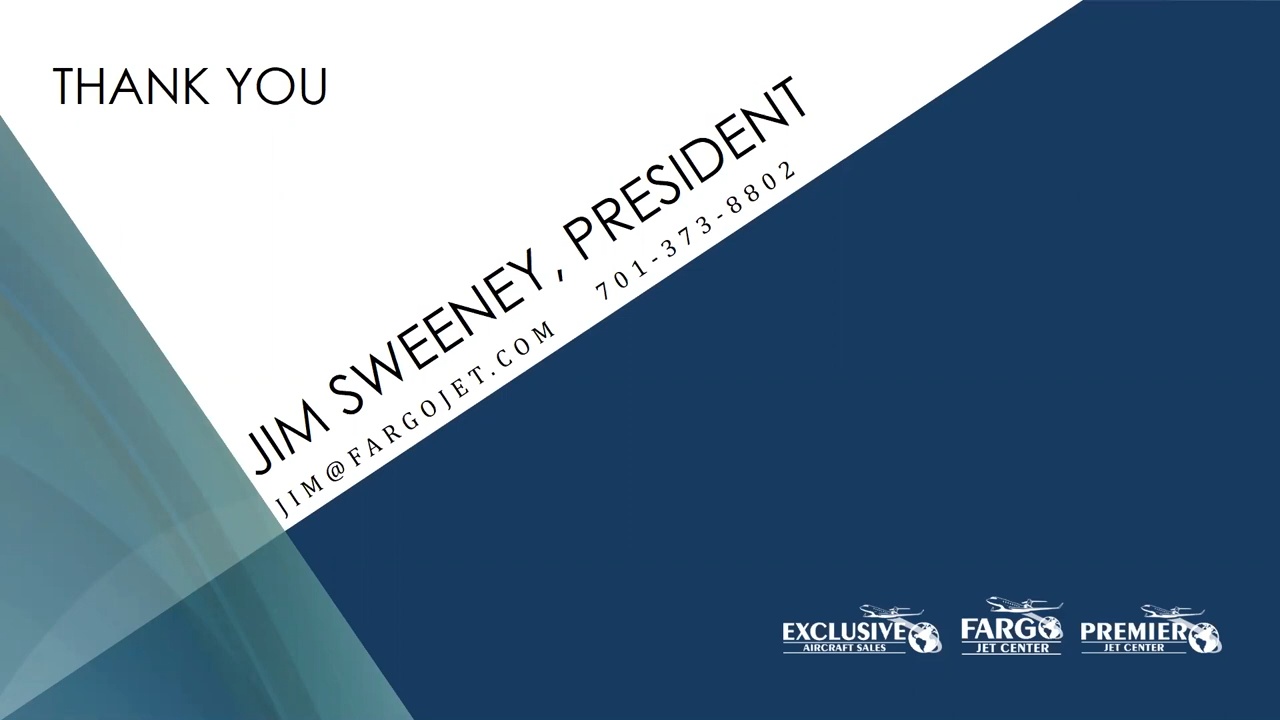 THANK YOU
JIM SWEENEY, PRESIDENT
JIM@FARGOJET.COM 701-373-8802
EXCLUSIVE
AIRCRAFT SALES
FARGO
JET CENTER
PREMIER
JET CENTER